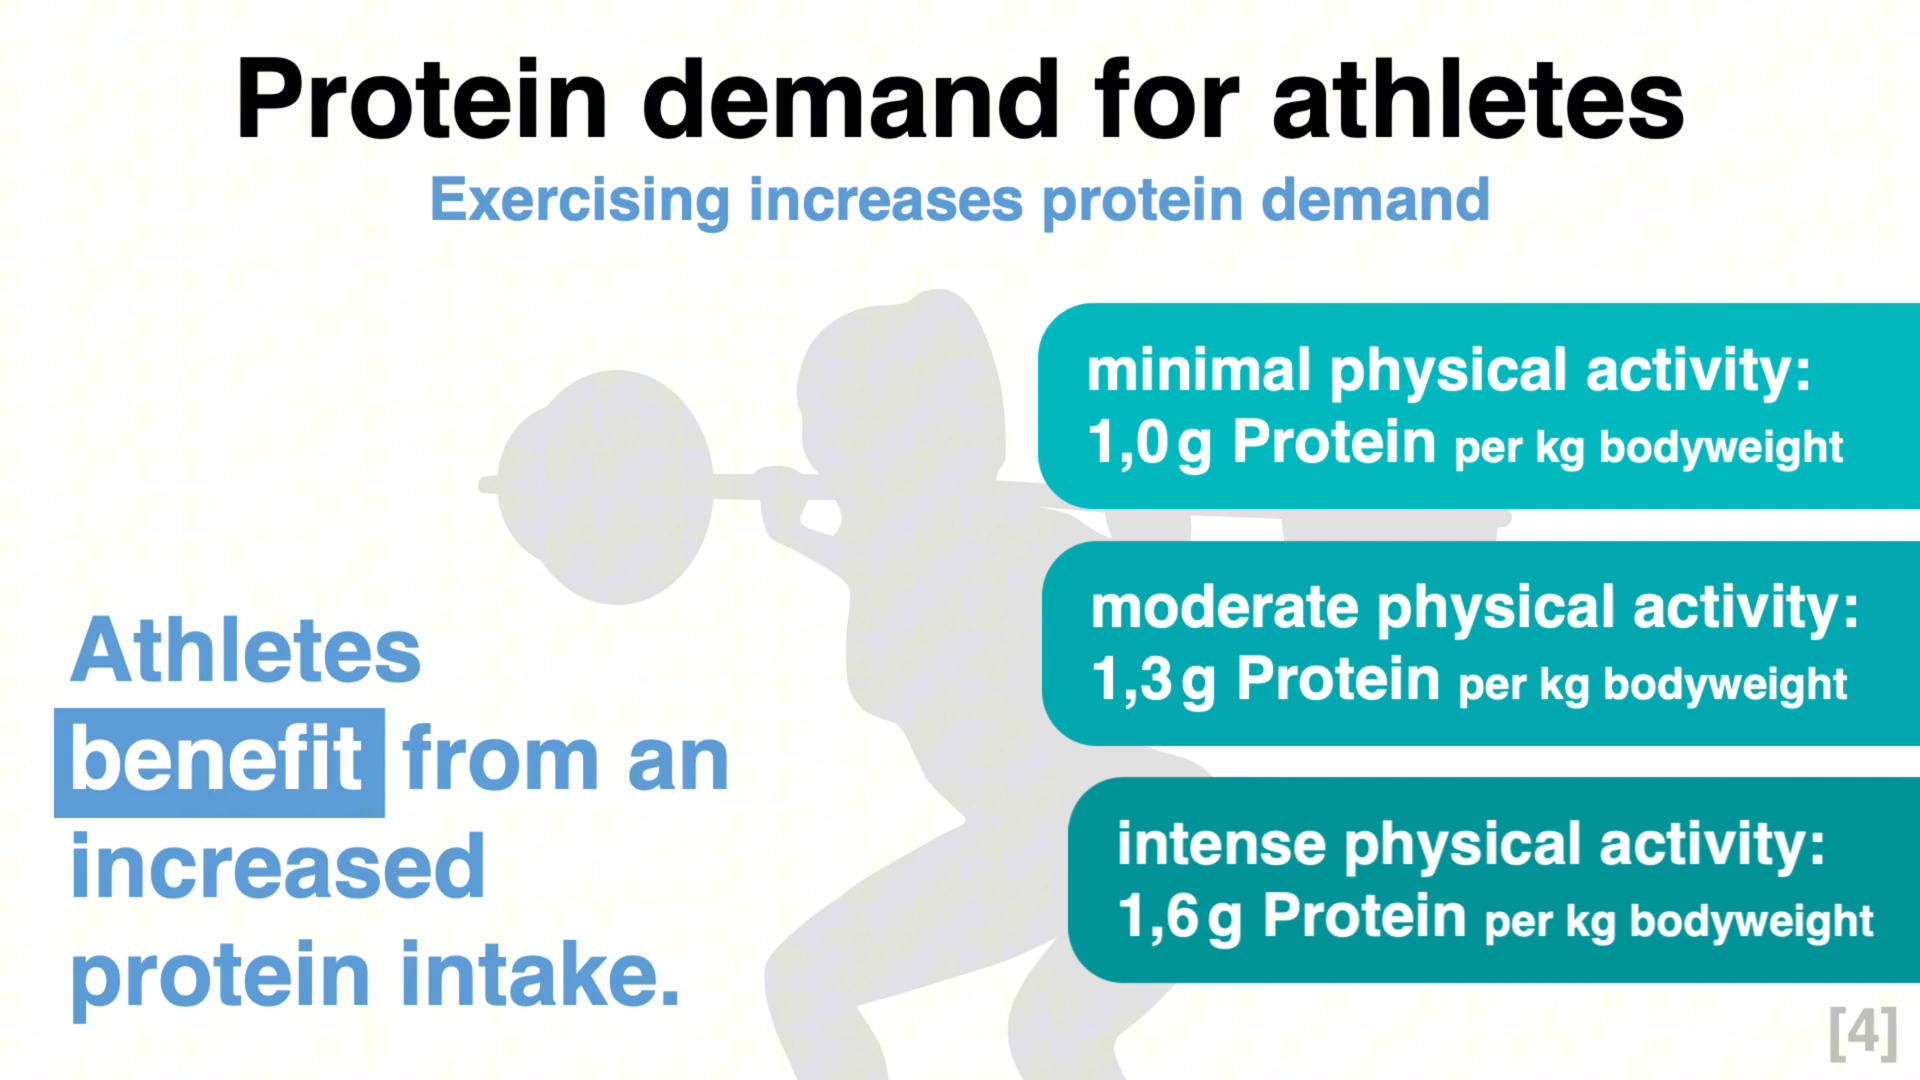 Protein demand for athletes
Exercising increases protein demand
minimal physical activity:
1,0 g Protein per kg bodyweight
moderate physical activity:
1,3 g Protein per kg bodyweight
intense physical activity:
1,6 g Protein per kg bodyweight
Athletes
benefit from an
increased
protein intake.
[4]